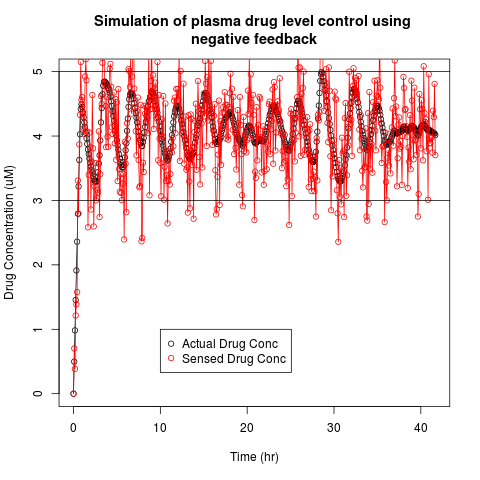 Simulation of plasma drug level control using
negative feedback
Drug Concentration (uM)
5
4
3
2
1
0
Actual Drug Conc
Sensed Drug Conc
0 10 20 30 40
Time (hr)